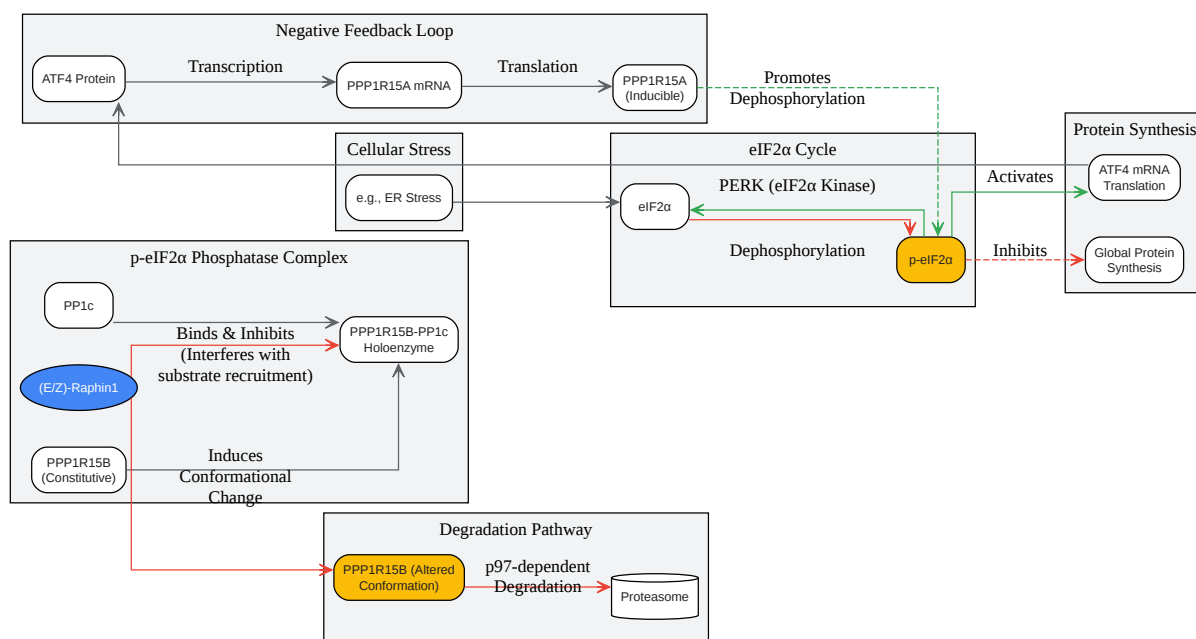 Negative Feedback Loop
ATF4 Protein
Transcription
PPP1R15A mRNA
Translation
PPP1R15A
(Inducible)
Promotes
Dephosphorylation
Cellular Stress
e.g., ER Stress
eIF2α Cycle
eIF2α
PERK (eIF2α Kinase)
Dephosphorylation
p-eIF2α
Activates
Inhibits
Protein Synthesis
ATF4 mRNA
Translation
Global Protein
Synthesis
p-eIF2α Phosphatase Complex
PP1c
Binds & Inhibits
(Interferes with
substrate recruitment)
PPP1R15B-PP1c
Holoenzyme
(E/Z)-Raphin1
PPP1R15B
(Constitutive)
Induces
Conformational
Change
Degradation Pathway
PPP1R15B (Altered
Conformation)
p97-dependent
Degradation
Proteasome